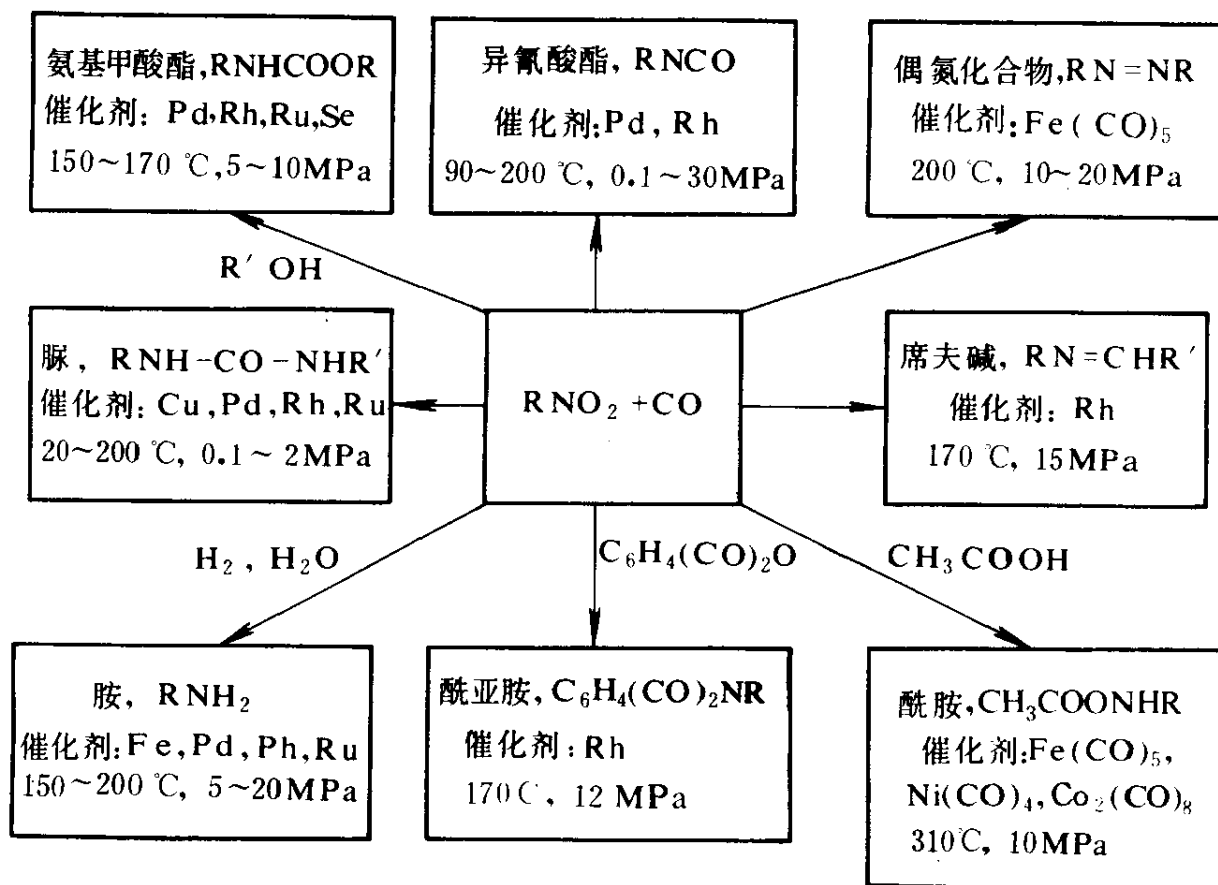 氨基甲酸酯,RNHCOOR
催化剂: Pd,Rh,Ru,Se
150~170 ℃,5~10MPa
异氰酸酯, RNCO
催化剂:Pd, Rh
90~200 ℃, 0.1~30MPa
偶氮化合物,RN=NR
催化剂:Fe(CO)₅
200℃, 10~20MPa
R′OH
脲, RNH-CO-NHR′
催化剂: Cu,Pd,Rh,Ru
20~200 ℃, 0.1~2MPa
RNO₂+CO
席夫碱, RN=CHR′
催化剂: Rh
170℃, 15MPa
H₂, H₂O
C₆H₄(CO)₂O
CH₃COOH
胺, RNH₂
催化剂:Fe,Pd,Ph,Ru
150~200 ℃, 5~20MPa
酰亚胺,C₆H₄(CO)₂NR
催化剂:Rh
170C, 12 MPa
酰胺,CH₃COONHR
催化剂:Fe(CO)₅,
Ni(CO)₄,Co₂(CO)₈
310℃, 10MPa